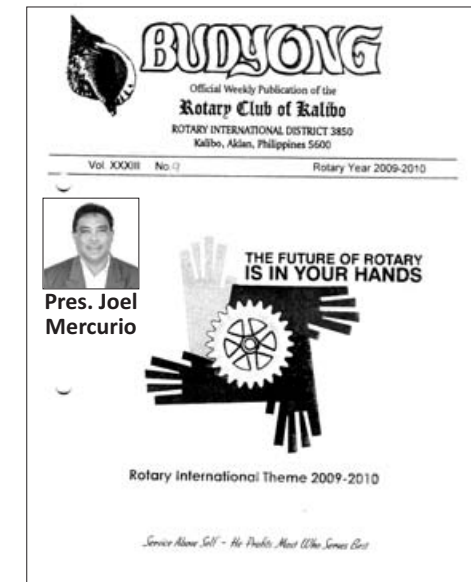 BUDYONG
Official Weekly Publication of the
Rotary Club of Kalibo
ROTARY INTERNATIONAL DISTRICT 3850
Kalibo, Aklan, Philippines 5600
Vol. XXXIII No. 9 Rotary Year 2009-2010
Pres. Joel
Mercurio
THE FUTURE OF ROTARY
IS IN YOUR HANDS
Rotary International Theme 2009-2010
Service Above Self - He Profits Most Who Serves Best